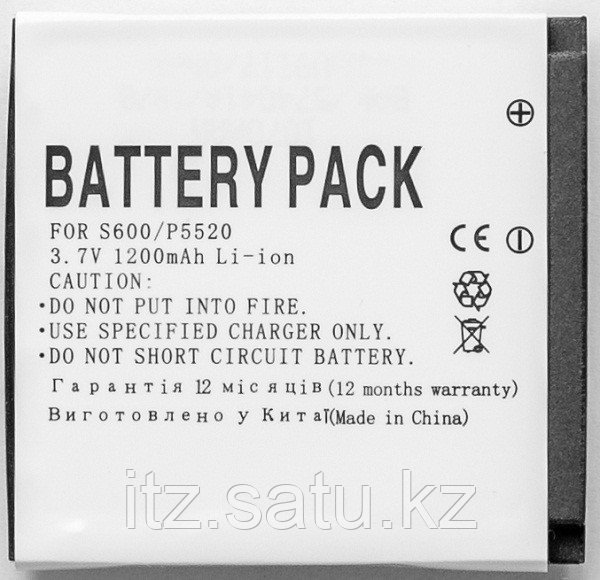 BATTERY PACK
FOR S600/P5520
3.7V 1200mAh Li-ion
CAUTION:
•DO NOT PUT INTO FIRE.
•USE SPECIFIED CHARGER ONLY.
•DO NOT SHORT CIRCUIT BATTERY.
Гарантія 12 місяців (12 months warranty)
Виготовлено у Китаї(Made in China)
CE
itz.satu.kz